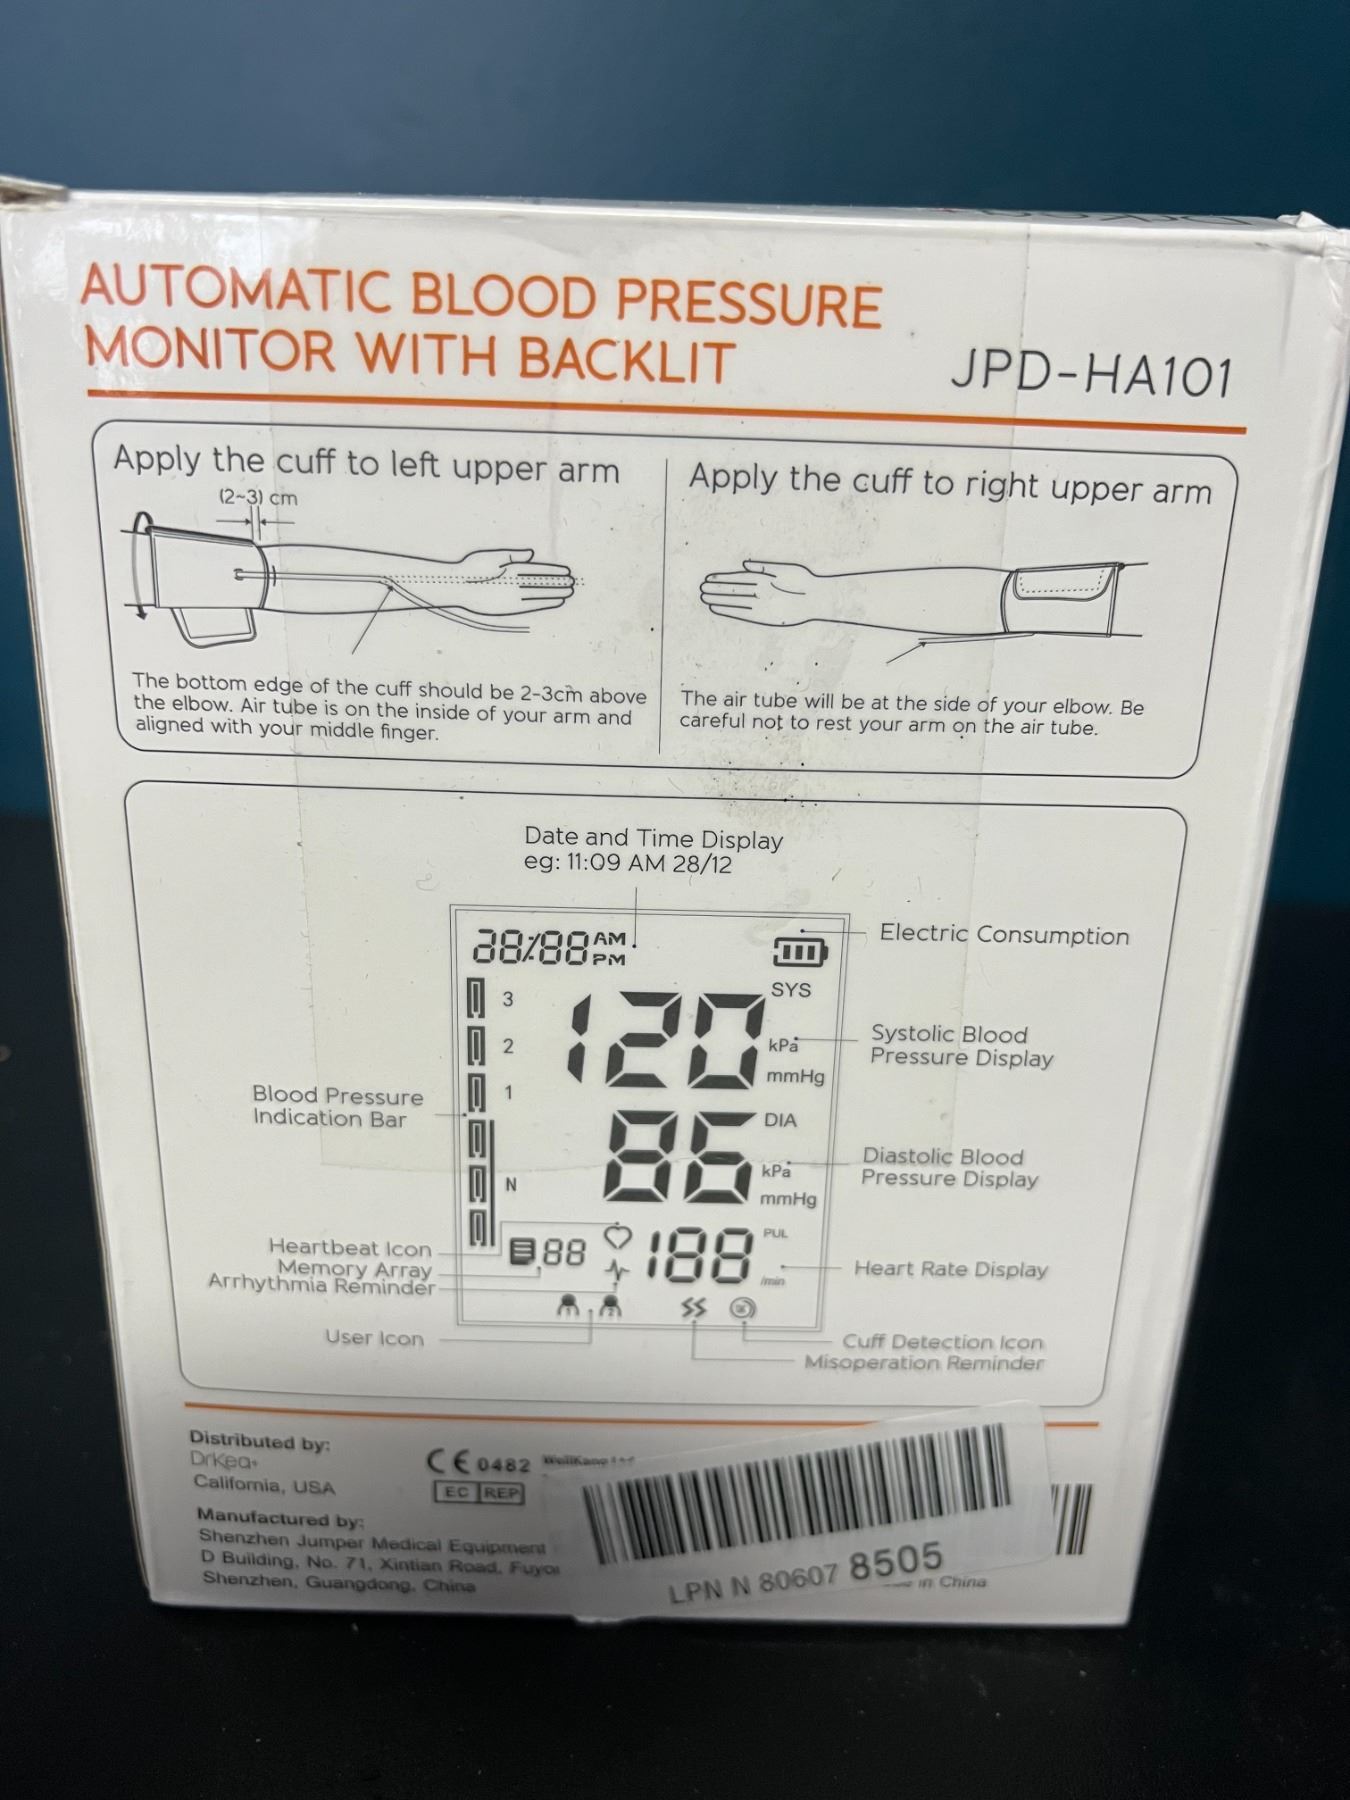 AUTOMATIC BLOOD PRESSURE
MONITOR WITH BACKLIT
JPD-HA101
Apply the cuff to left upper arm
(2~3) cm
The bottom edge of the cuff should be 2-3cm above
the elbow. Air tube is on the inside of your arm and
aligned with your middle finger.
Apply the cuff to right upper arm
The air tube will be at the side of your elbow. Be
careful not to rest your arm on the air tube.
Date and Time Display
eg: 11:09 AM 28/12
38/88 AM
PM
Electric Consumption
SYS
3
2
1
N
120
kPa
mmHg
Systolic Blood
Pressure Display
Blood Pressure
Indication Bar
DIA
86
kPa
mmHg
Diastolic Blood
Pressure Display
Heartbeat Icon
Memory Array
Arrhythmia Reminder
User Icon
88
188
PUL
/min
1
2
Heart Rate Display
Cuff Detection Icon
Misoperation Reminder
Distributed by:
DrKea+
California, USA
Manufactured by:
Shenzhen Jumper Medical Equipment
D Building, No. 71, Xintian Road,
Shenzhen, Guangdong, China
CE 0482
EC REP
LPN N 80607 8505
in China